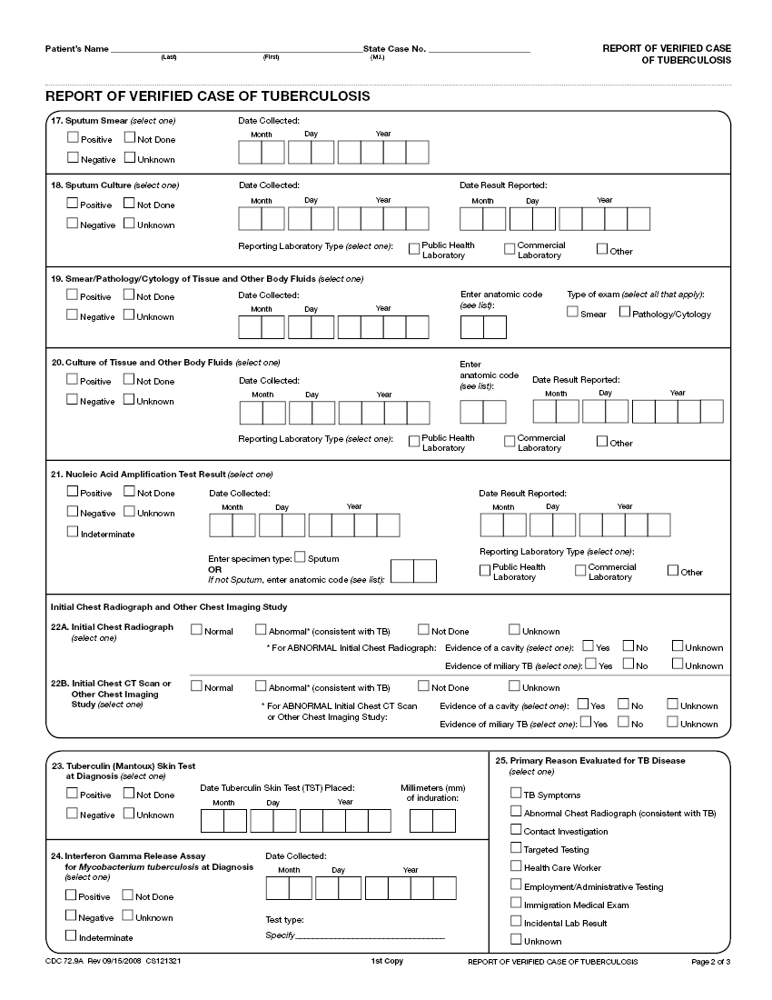 Patient's Name ____________________ State Case No. ____________________ REPORT OF VERIFIED CASE
(Last) (First) (M.I.) OF TUBERCULOSIS
REPORT OF VERIFIED CASE OF TUBERCULOSIS
17. Sputum Smear (select one) Date Collected:
Month Day Year
Positive Not Done
Negative Unknown
18. Sputum Culture (select one) Date Collected: Date Result Reported:
Month Day Year Month Day Year
Positive Not Done
Negative Unknown
Reporting Laboratory Type (select one): Public Health Laboratory Commercial Laboratory Other
19. Smear/Pathology/Cytology of Tissue and Other Body Fluids (select one)
Positive Not Done Date Collected: Enter anatomic code (see list): Type of exam (select all that apply):
Month Day Year
Negative Unknown Smear Pathology/Cytology
20. Culture of Tissue and Other Body Fluids (select one) Enter anatomic code (see list):
Positive Not Done Date Collected: Date Result Reported:
Month Day Year Month Day Year
Negative Unknown
Reporting Laboratory Type (select one): Public Health Laboratory Commercial Laboratory Other
21. Nucleic Acid Amplification Test Result (select one)
Positive Not Done Date Collected: Date Result Reported:
Month Day Year Month Day Year
Negative Unknown
Indeterminate
Enter specimen type: Sputum Reporting Laboratory Type (select one):
OR
If not Sputum, enter anatomic code (see list): Public Health Laboratory Commercial Laboratory Other
Initial Chest Radiograph and Other Chest Imaging Study
22A. Initial Chest Radiograph (select one) Normal Abnormal* (consistent with TB) Not Done Unknown
* For ABNORMAL Initial Chest Radiograph: Evidence of a cavity (select one): Yes No Unknown
Evidence of miliary TB (select one): Yes No Unknown
22B. Initial Chest CT Scan or Other Chest Imaging Study (select one) Normal Abnormal* (consistent with TB) Not Done Unknown
* For ABNORMAL Initial Chest CT Scan or Other Chest Imaging Study: Evidence of a cavity (select one): Yes No Unknown
Evidence of miliary TB (select one): Yes No Unknown
23. Tuberculin (Mantoux) Skin Test
at Diagnosis (select one)
Positive Not Done Date Tuberculin Skin Test (TST) Placed: Millimeters (mm) of induration:
Month Day Year
Negative Unknown
24. Interferon Gamma Release Assay
for Mycobacterium tuberculosis at Diagnosis
(select one)
Date Collected:
Month Day Year
Positive Not Done
Negative Unknown
Indeterminate
Test type:
Specify____________________
25. Primary Reason Evaluated for TB Disease
(select one)
TB Symptoms
Abnormal Chest Radiograph (consistent with TB)
Contact Investigation
Targeted Testing
Health Care Worker
Employment/Administrative Testing
Immigration Medical Exam
Incidental Lab Result
Unknown
CDC 72.9A Rev 09/15/2008 CS121321 1st Copy REPORT OF VERIFIED CASE OF TUBERCULOSIS Page 2 of 3